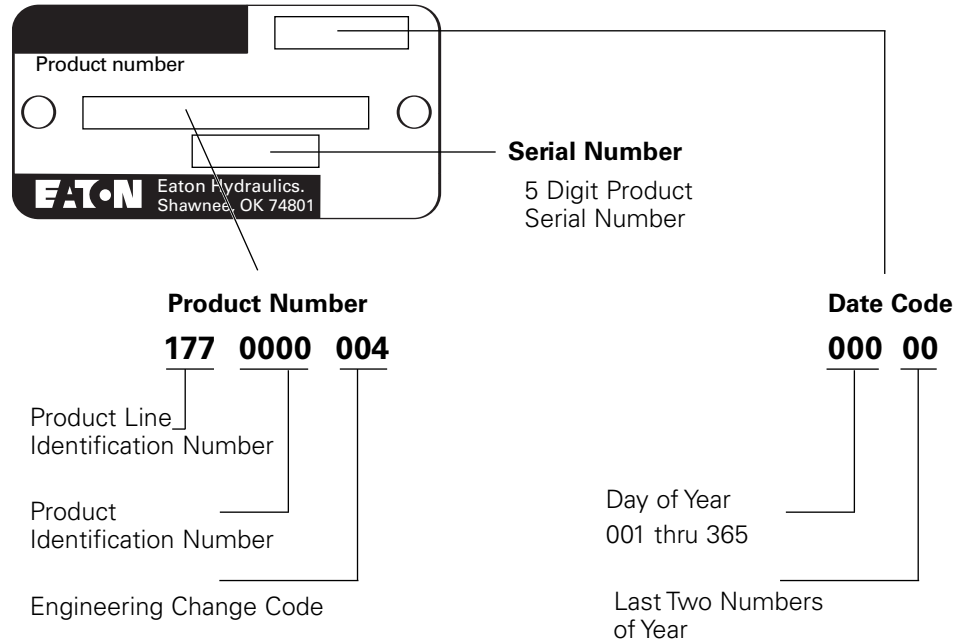 Product number
EATON
Eaton Hydraulics.
Shawnee, OK 74801
Serial Number
5 Digit Product
Serial Number
Product Number
177 0000 004
Product Line
Identification Number
Product
Identification Number
Engineering Change Code
Date Code
000 00
Day of Year
001 thru 365
Last Two Numbers
of Year